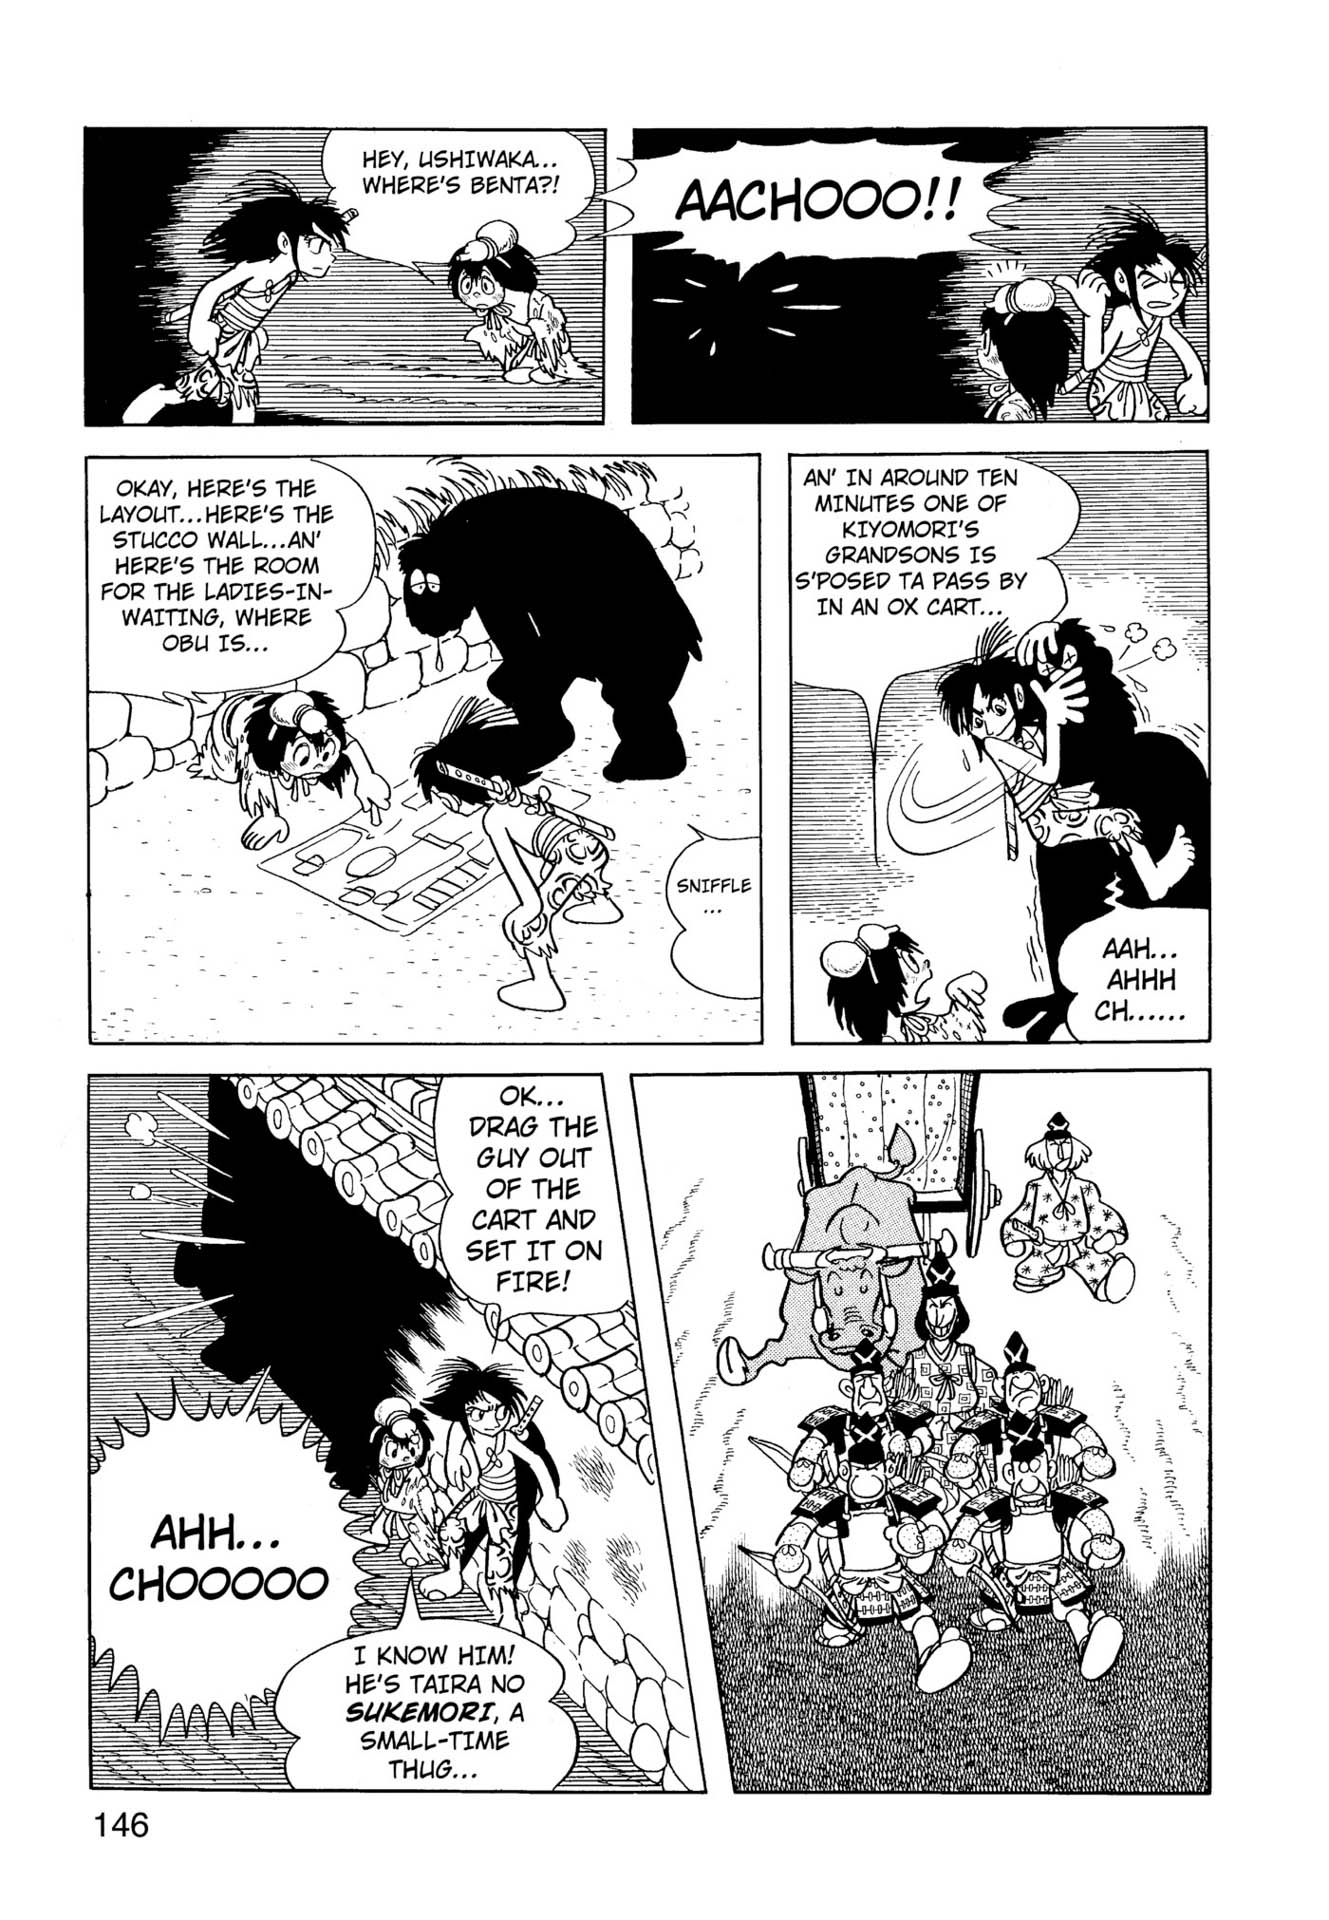 HEY, USHIWAKA...
WHERE'S BENTA?!
AACHOOO!!
OKAY, HERE'S THE
LAYOUT...HERE'S THE
STUCCO WALL...AN'
HERE'S THE ROOM
FOR THE LADIES-IN-
WAITING, WHERE
OBU IS...
SNIFFLE
...
AN' IN AROUND TEN
MINUTES ONE OF
KIYOMORI'S
GRANDSONS IS
S'POSED TA PASS BY
IN AN OX CART...
AAH...
AHHH
CH......
OK...
DRAG THE
GUY OUT
OF THE
CART AND
SET IT ON
FIRE!
AHH...
CHOOOOO
I KNOW HIM!
HE'S TAIRA NO
SUKEMORI, A
SMALL-TIME
THUG...
146